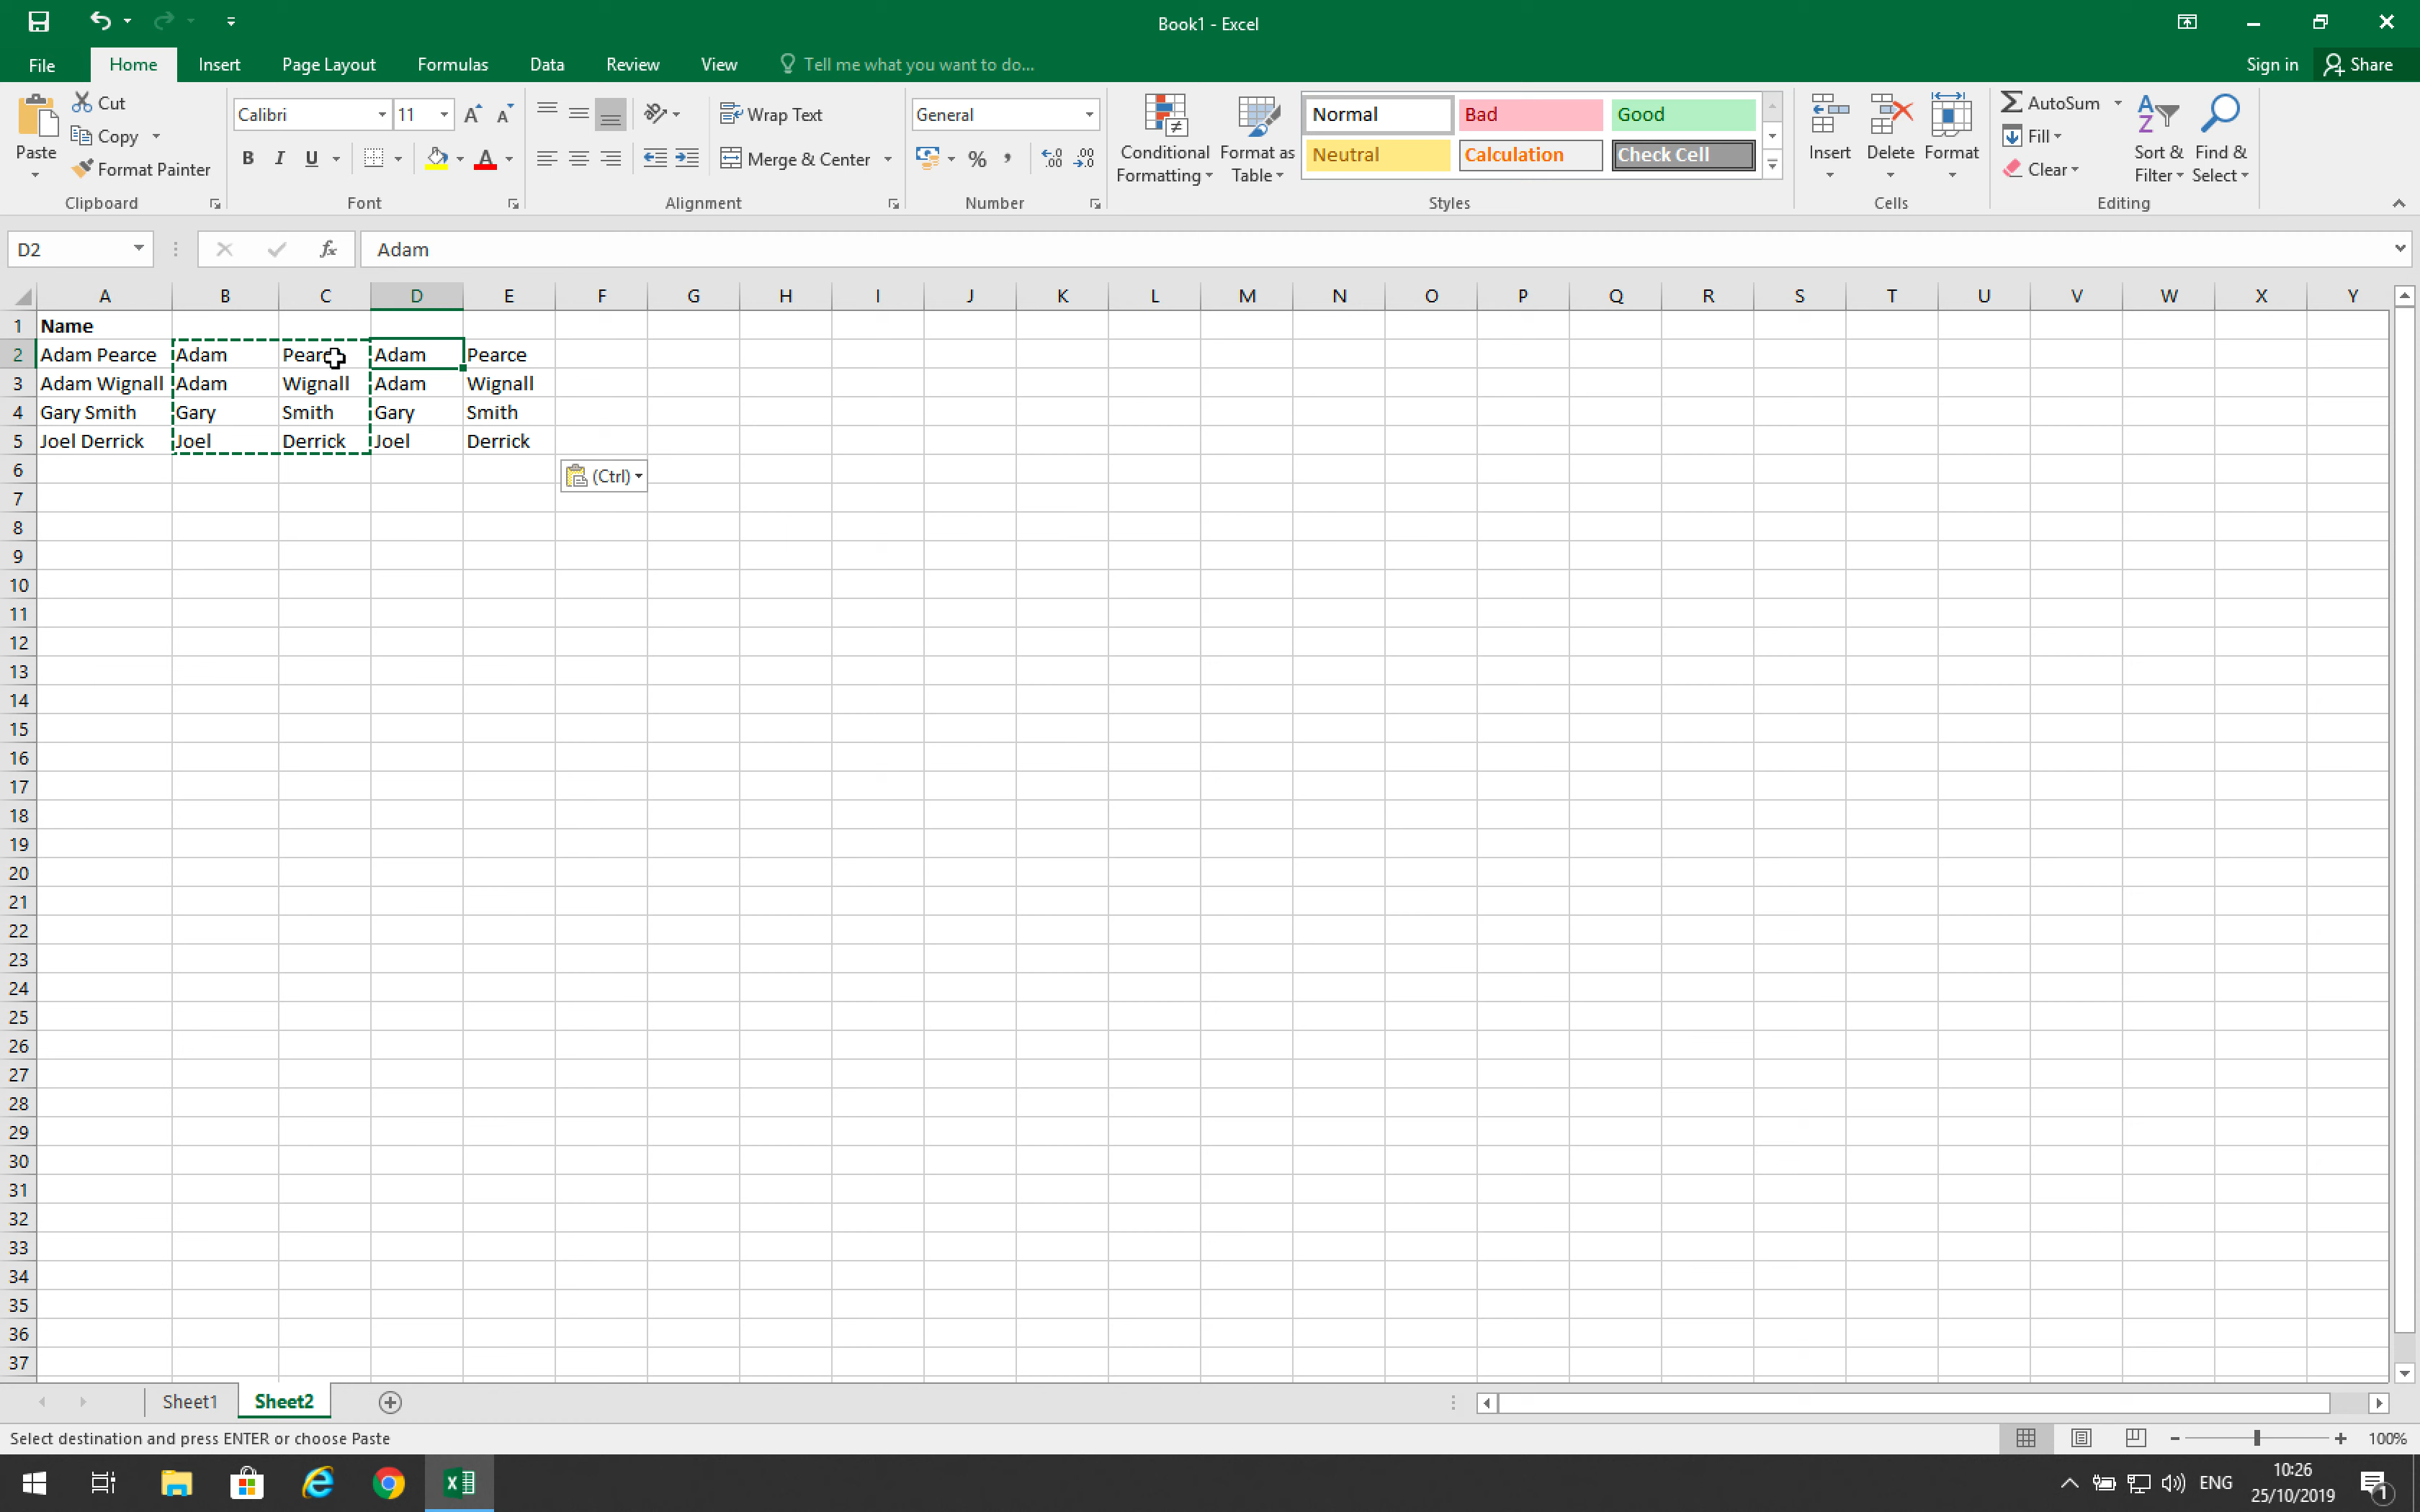 Book1 - Excel
File Home Insert Page Layout Formulas Data Review View Tell me what you want to do... Sign in Share
Paste Cut Copy Format Painter Clipboard
Calibri 11 A A B I U A Font
Wrap Text Merge & Center Alignment
General % , .0 .00 .00 .0 Number
Conditional Formatting Format as Table
Normal Bad Good
Neutral Calculation Check Cell
Styles
Insert Delete Format Cells
AutoSum Fill Clear Sort & Filter Find & Select Editing
D2 fx Adam
A B C D E F G H I J K L M N O P Q R S T U V W X Y
1 Name
2 Adam Pearce Adam Pearc Adam Pearce
3 Adam Wignall Adam Wignall Adam Wignall
4 Gary Smith Gary Smith Gary Smith
5 Joel Derrick Joel Derrick Joel Derrick
6 (Ctrl)
7
8
9
10
11
12
13
14
15
16
17
18
19
20
21
22
23
24
25
26
27
28
29
30
31
32
33
34
35
36
37
Sheet1 Sheet2
Select destination and press ENTER or choose Paste 100%
ENG 10:26 25/10/2019 1